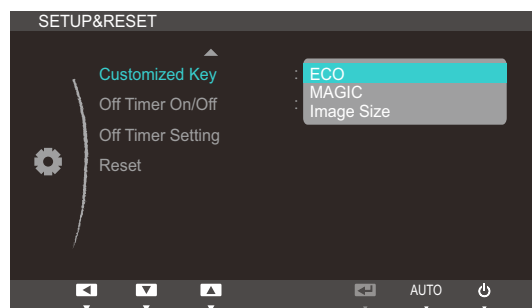 SETUP&RESET
Customized Key : ECO
MAGIC
Off Timer On/Off :
Image Size
Off Timer Setting
Reset
AUTO